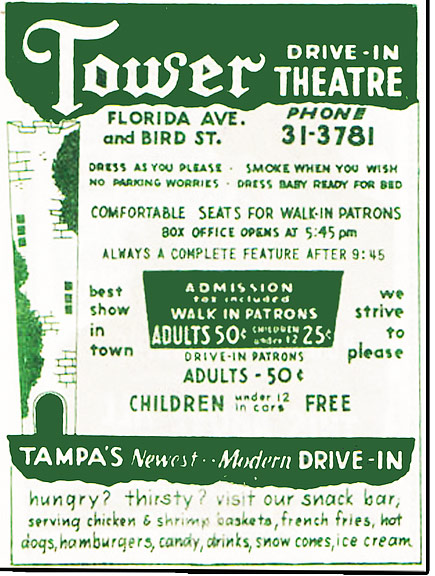 Tower DRIVE-IN THEATRE
FLORIDA AVE. and BIRD ST.
PHONE 31-3781
DRESS AS YOU PLEASE · SMOKE WHEN YOU WISH
NO PARKING WORRIES · DRESS BABY READY FOR BED
COMFORTABLE SEATS FOR WALK-IN PATRONS
BOX OFFICE OPENS AT 5:45 pm
ALWAYS A COMPLETE FEATURE AFTER 9:45
best show in town
ADMISSION
tax included
WALK IN PATRONS
ADULTS 50¢ CHILDREN under 12 25¢
we strive to please
DRIVE-IN PATRONS
ADULTS - 50¢
CHILDREN under 12 in cars FREE
TAMPA'S Newest··Modern DRIVE-IN
hungry? thirsty? visit our snack bar;
serving chicken & shrimp baskets, french fries, hot
dogs, hamburgers, candy, drinks, snow cones, ice cream